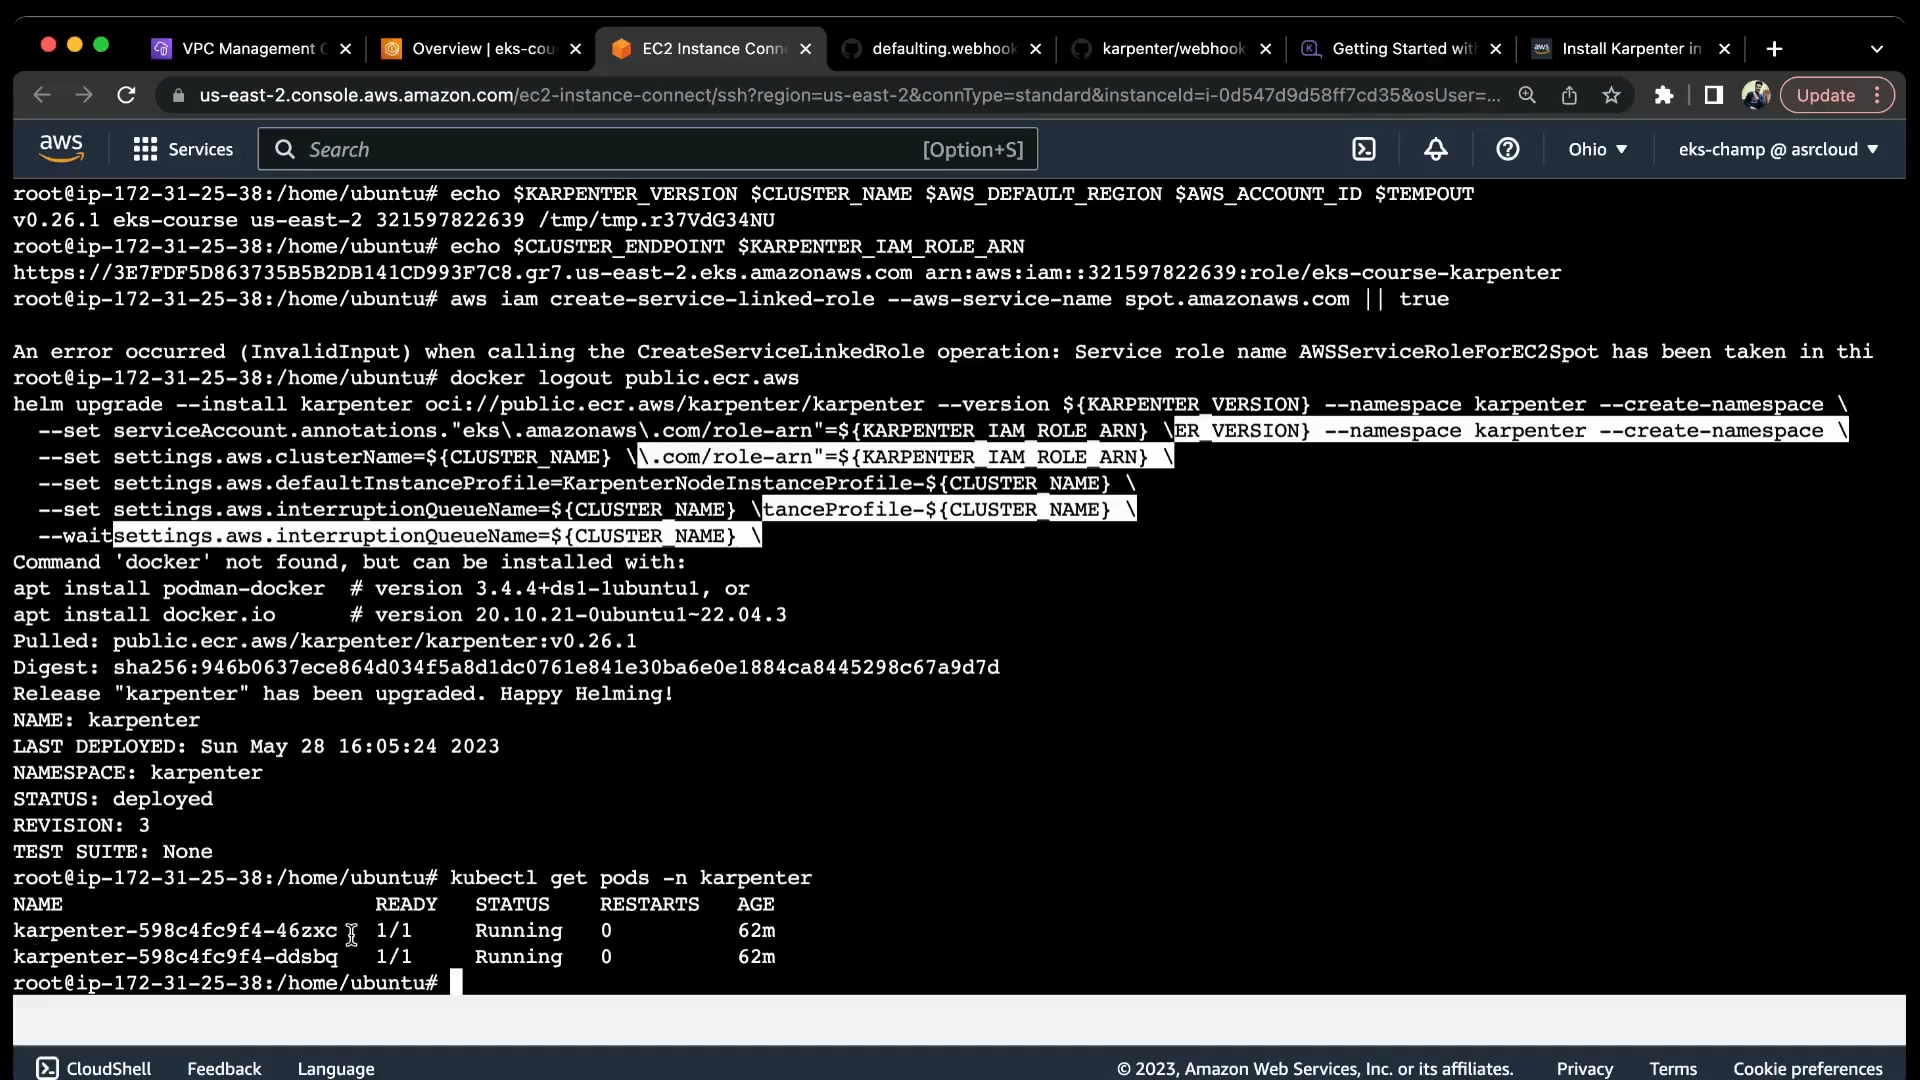 VPC Management C
Overview | eks-cou
EC2 Instance Conn
defaulting.webhook
karpenter/webhook
Getting Started wit
Install Karpenter in
us-east-2.console.aws.amazon.com/ec2-instance-connect/ssh?region=us-east-2&connType=standard&instanceId=i-0d547d9d58ff7cd35&osUser=...
Update
aws
Services
Search
[Option+S]
Ohio
eks-champ @ asrcloud
root@ip-172-31-25-38:/home/ubuntu# echo $KARPENTER_VERSION $CLUSTER_NAME $AWS_DEFAULT_REGION $AWS_ACCOUNT_ID $TEMPOUT
v0.26.1 eks-course us-east-2 321597822639 /tmp/tmp.r37VdG34NU
root@ip-172-31-25-38:/home/ubuntu# echo $CLUSTER_ENDPOINT $KARPENTER_IAM_ROLE_ARN
https://3E7FDF5D863735B5B2DB141CD993F7C8.gr7.us-east-2.eks.amazonaws.com arn:aws:iam::321597822639:role/eks-course-karpenter
root@ip-172-31-25-38:/home/ubuntu# aws iam create-service-linked-role --aws-service-name spot.amazonaws.com || true
An error occurred (InvalidInput) when calling the CreateServiceLinkedRole operation: Service role name AWSServiceRoleForEC2Spot has been taken in thi
root@ip-172-31-25-38:/home/ubuntu# docker logout public.ecr.aws
helm upgrade --install karpenter oci://public.ecr.aws/karpenter/karpenter --version ${KARPENTER_VERSION} --namespace karpenter --create-namespace \
--set serviceAccount.annotations."eks\.amazonaws\.com/role-arn"=${KARPENTER_IAM_ROLE_ARN} \ER_VERSION} --namespace karpenter --create-namespace \
--set settings.aws.clusterName=${CLUSTER_NAME} \\.com/role-arn"=${KARPENTER_IAM_ROLE_ARN} \
--set settings.aws.defaultInstanceProfile=KarpenterNodeInstanceProfile-${CLUSTER_NAME} \
--set settings.aws.interruptionQueueName=${CLUSTER_NAME} \tanceProfile-${CLUSTER_NAME} \
--waitsettings.aws.interruptionQueueName=${CLUSTER_NAME} \
Command 'docker' not found, but can be installed with:
apt install podman-docker  # version 3.4.4+ds1-1ubuntu1, or
apt install docker.io      # version 20.10.21-0ubuntu1~22.04.3
Pulled: public.ecr.aws/karpenter/karpenter:v0.26.1
Digest: sha256:946b0637ece864d034f5a8d1dc0761e841e30ba6e0e1884ca8445298c67a9d7d
Release "karpenter" has been upgraded. Happy Helming!
NAME: karpenter
LAST DEPLOYED: Sun May 28 16:05:24 2023
NAMESPACE: karpenter
STATUS: deployed
REVISION: 3
TEST SUITE: None
root@ip-172-31-25-38:/home/ubuntu# kubectl get pods -n karpenter
NAME READY STATUS RESTARTS AGE
karpenter-598c4fc9f4-46zxc 1/1 Running 0 62m
karpenter-598c4fc9f4-ddsbq 1/1 Running 0 62m
root@ip-172-31-25-38:/home/ubuntu#
CloudShell
Feedback
Language
© 2023, Amazon Web Services, Inc. or its affiliates.
Privacy
Terms
Cookie preferences